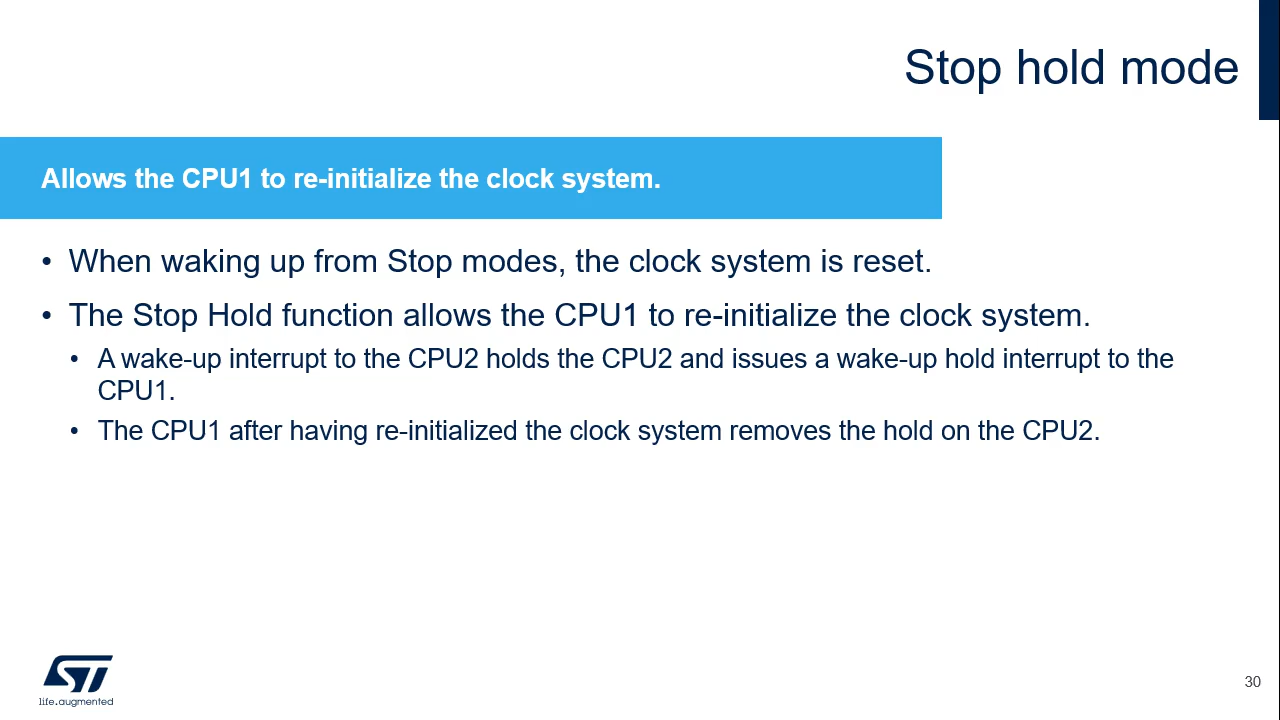 Stop hold mode
Allows the CPU1 to re-initialize the clock system.
• When waking up from Stop modes, the clock system is reset.
• The Stop Hold function allows the CPU1 to re-initialize the clock system.
• A wake-up interrupt to the CPU2 holds the CPU2 and issues a wake-up hold interrupt to the
CPU1.
• The CPU1 after having re-initialized the clock system removes the hold on the CPU2.
ST
life.augmented
30